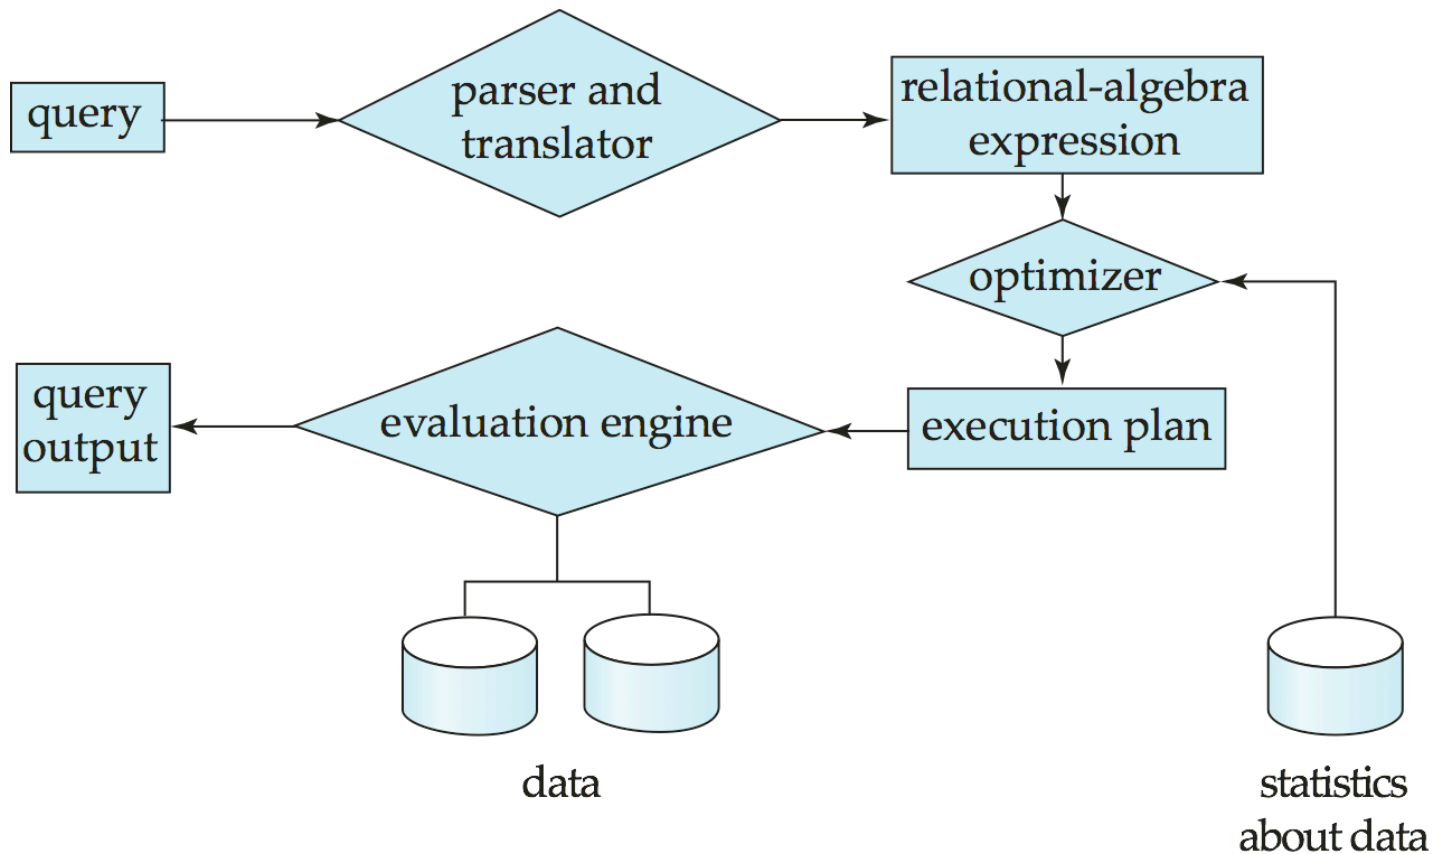 query
parser and
translator
relational-algebra
expression
optimizer
execution plan
evaluation engine
query
output
data
statistics
about data